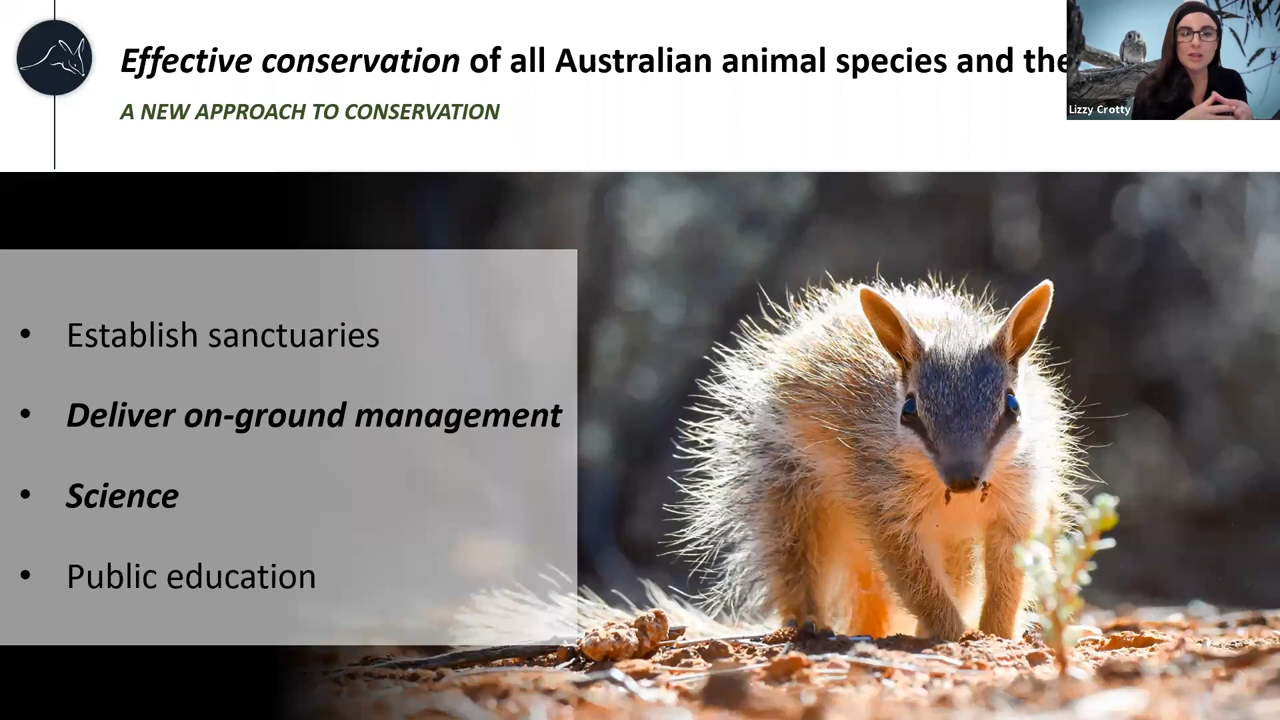 Effective conservation of all Australian animal species and the
A NEW APPROACH TO CONSERVATION
Lizzy Crotty
• Establish sanctuaries
• Deliver on-ground management
• Science
• Public education